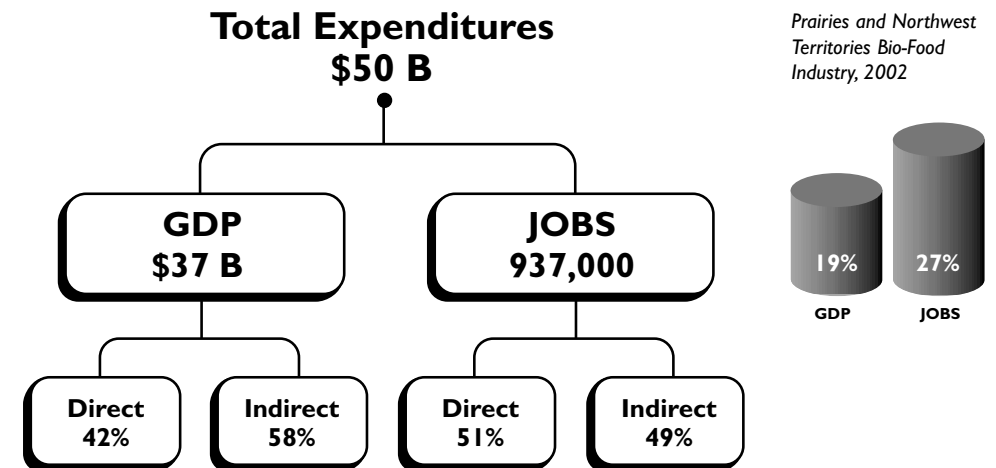 Total Expenditures
$50 B
GDP
$37 B
JOBS
937,000
Direct
42%
Indirect
58%
Direct
51%
Indirect
49%
Prairies and Northwest
Territories Bio-Food
Industry, 2002
19%
27%
GDP
JOBS